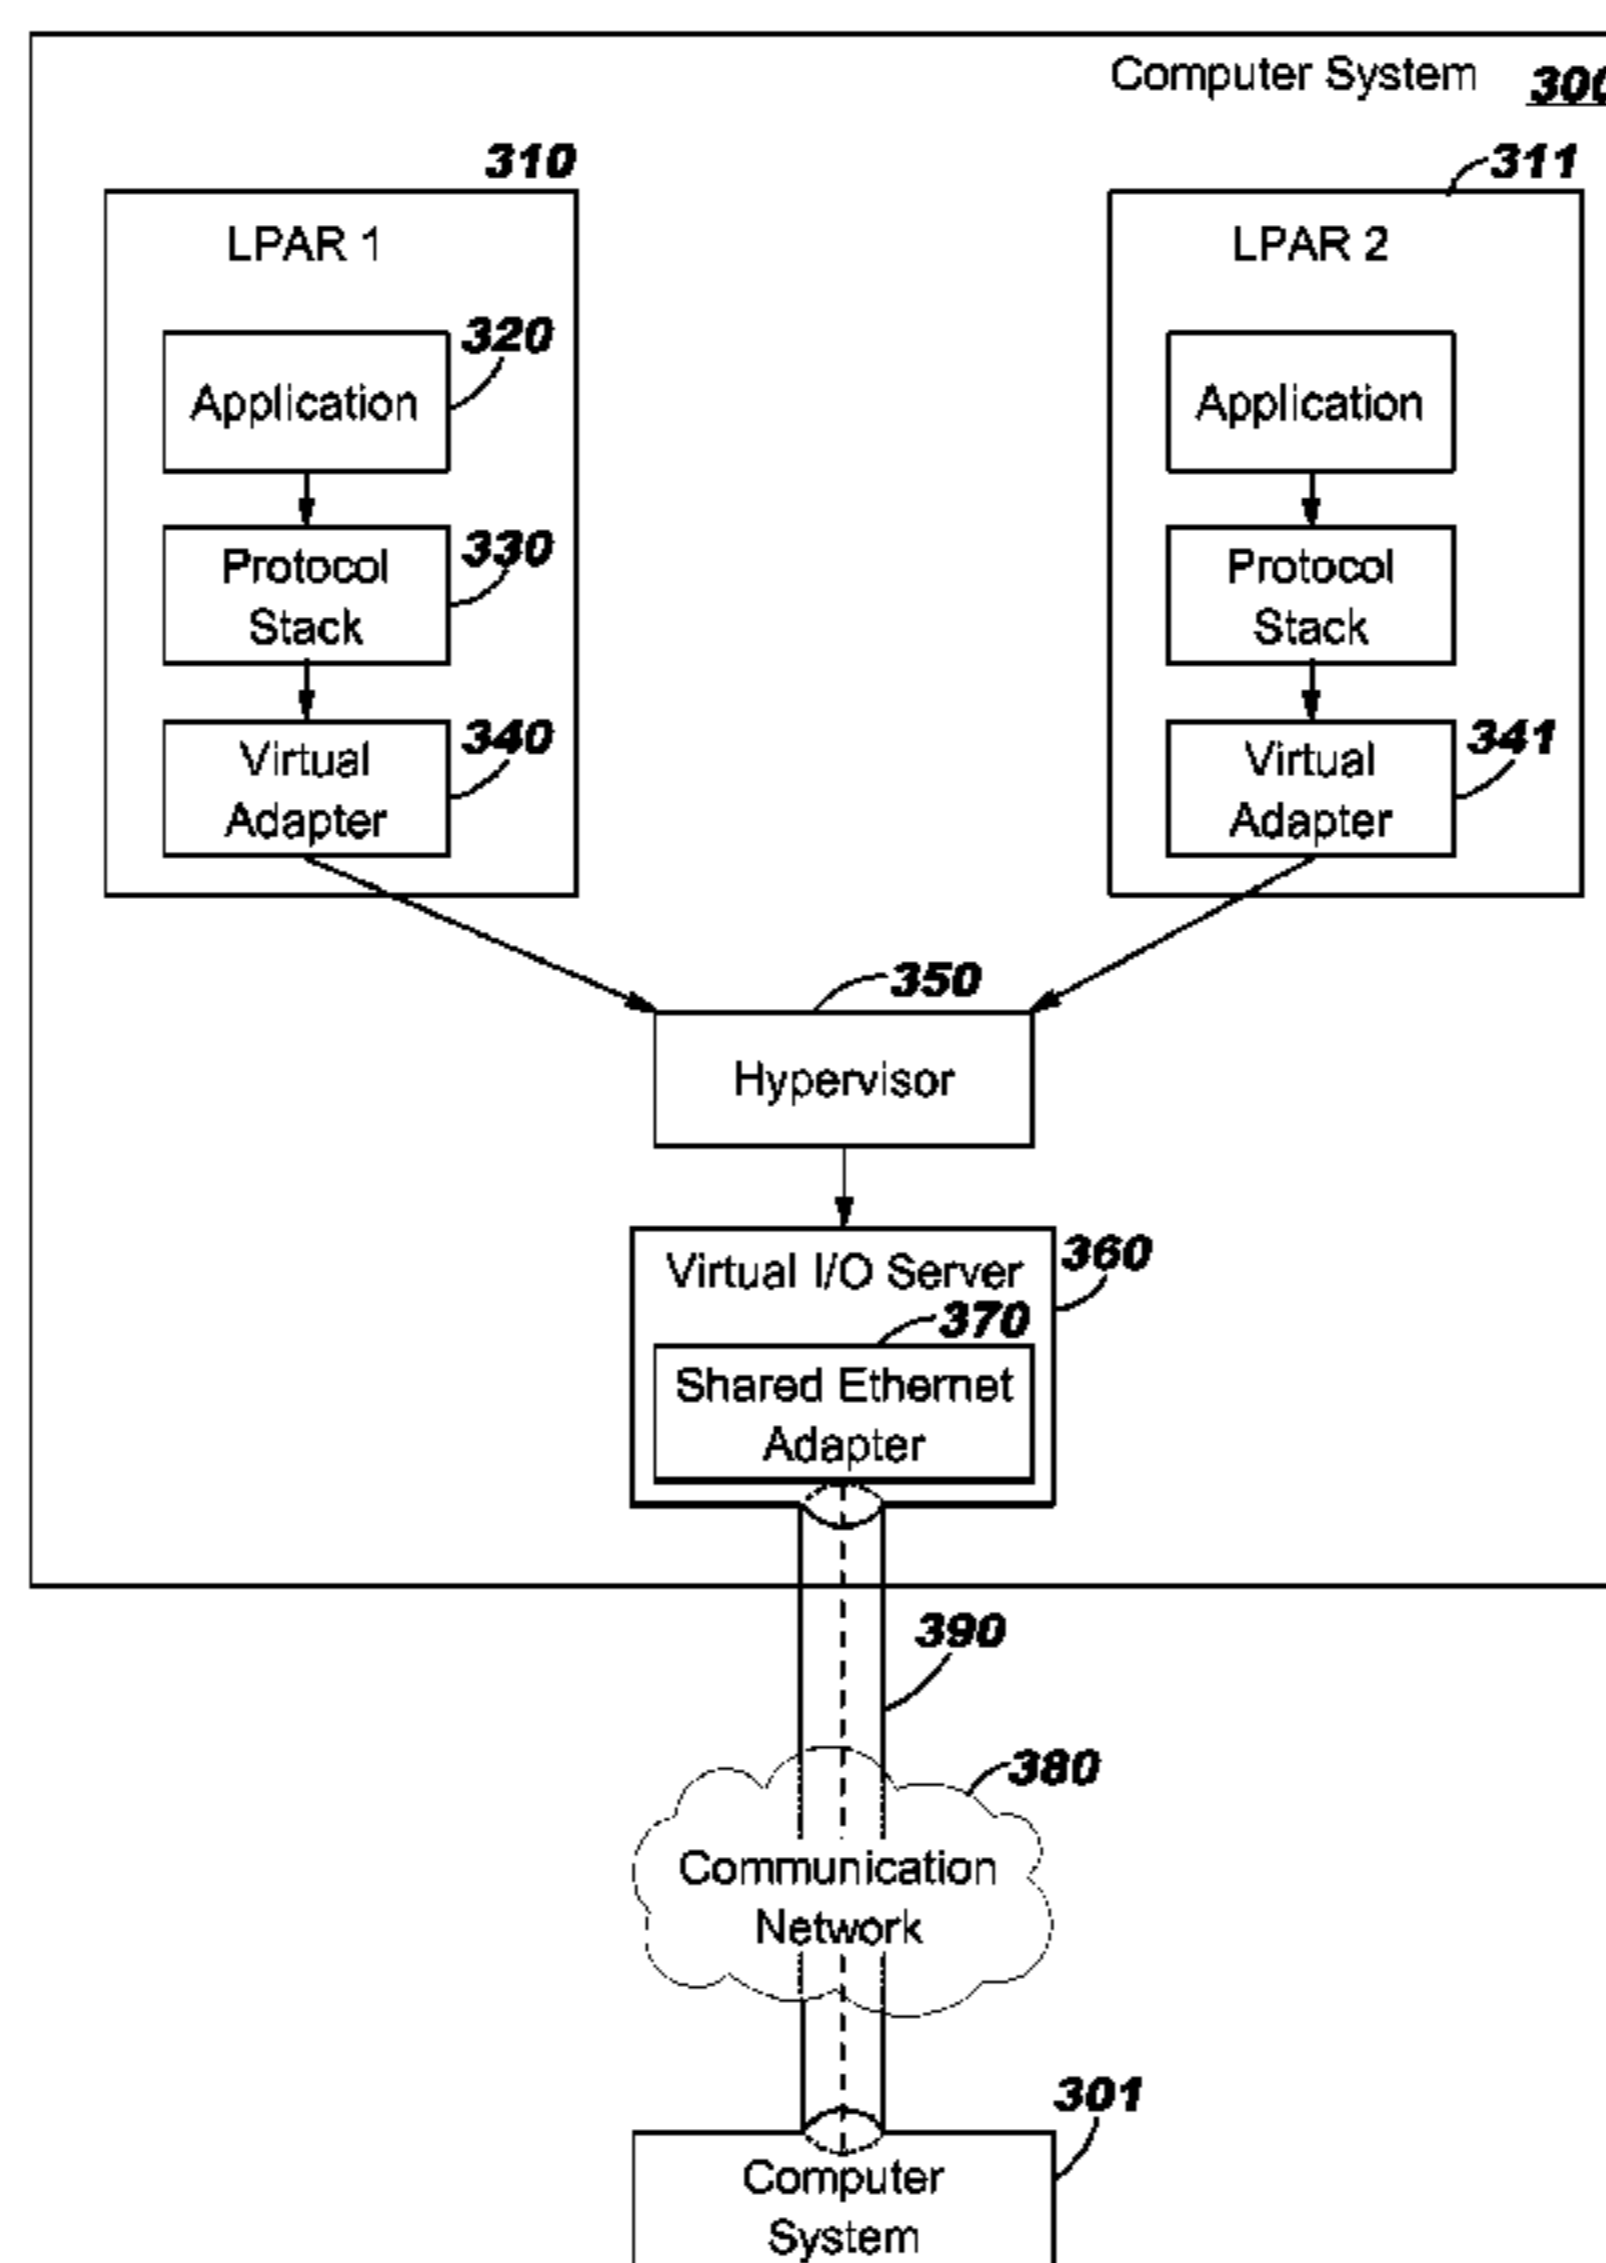 Computer System 300
310
311
LPAR 1
LPAR 2
320
Application
Application
330
Protocol
Stack
Protocol
Stack
340
Virtual
Adapter
341
Virtual
Adapter
350
Hypervisor
360
Virtual I/O Server
370
Shared Ethernet
Adapter
390
380
Communication
Network
301
Computer
System